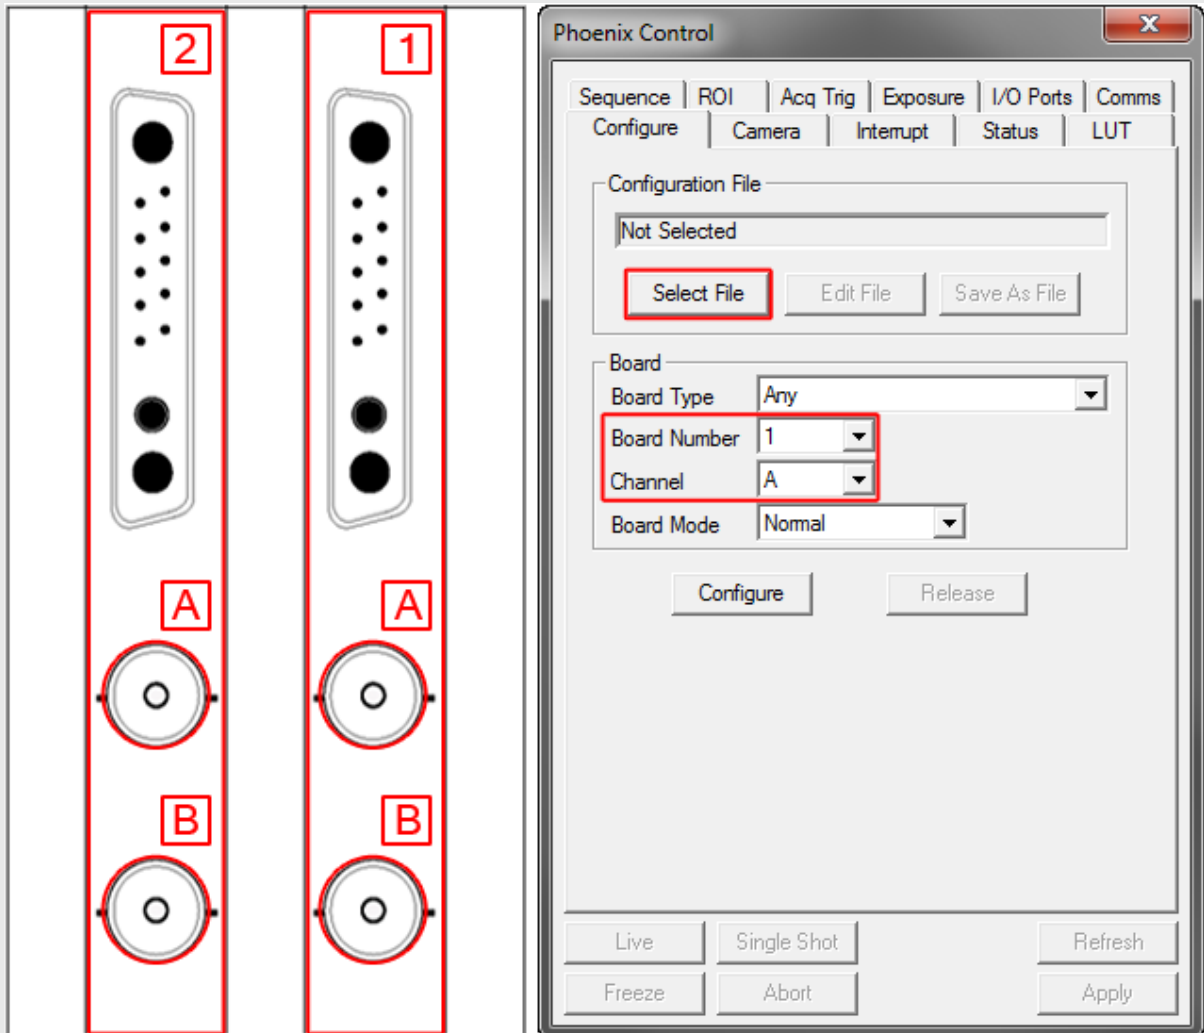 2
1
A
A
B
B
Phoenix Control
X
Sequence ROI Acq Trig Exposure I/O Ports Comms
Configure Camera Interrupt Status LUT
Configuration File
Not Selected
Select File Edit File Save As File
Board
Board Type Any
Board Number 1
Channel A
Board Mode Normal
Configure Release
Live Single Shot Refresh
Freeze Abort Apply